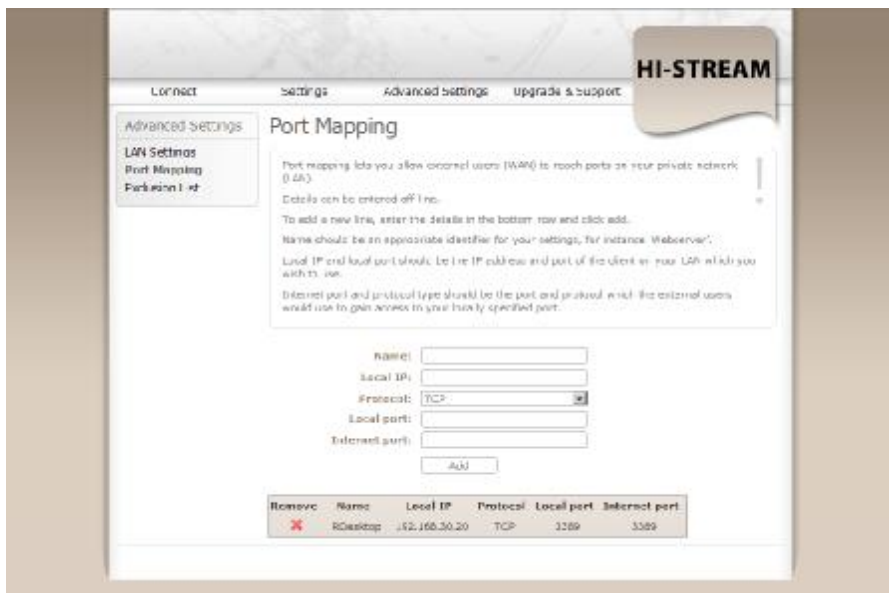 HI-STREAM
Connect Settings Advanced Settings Upgrade & Support
Advanced Settings
LAN Settings
Port Mapping
Exclusion List
Port Mapping
Port mapping lets you allow external users (WAN) to reach ports on your private network
(LAN).
Details can be entered off line.
To add a new line, enter the details in the bottom row and click add.
Name should be an appropriate identifier for your settings, for instance 'Webserver'.
Local IP and local port should be the IP address and port of the client on your LAN which you
wish to use.
Internet port and protocol type should be the port and protocol which the external users
would use to gain access to your locally specified port.
Name:
Local IP:
Protocol: TCP
Local port:
Internet port:
Add
Remove Name Local IP Protocol Local port Internet port
RDesktop 192.168.30.20 TCP 3389 3389